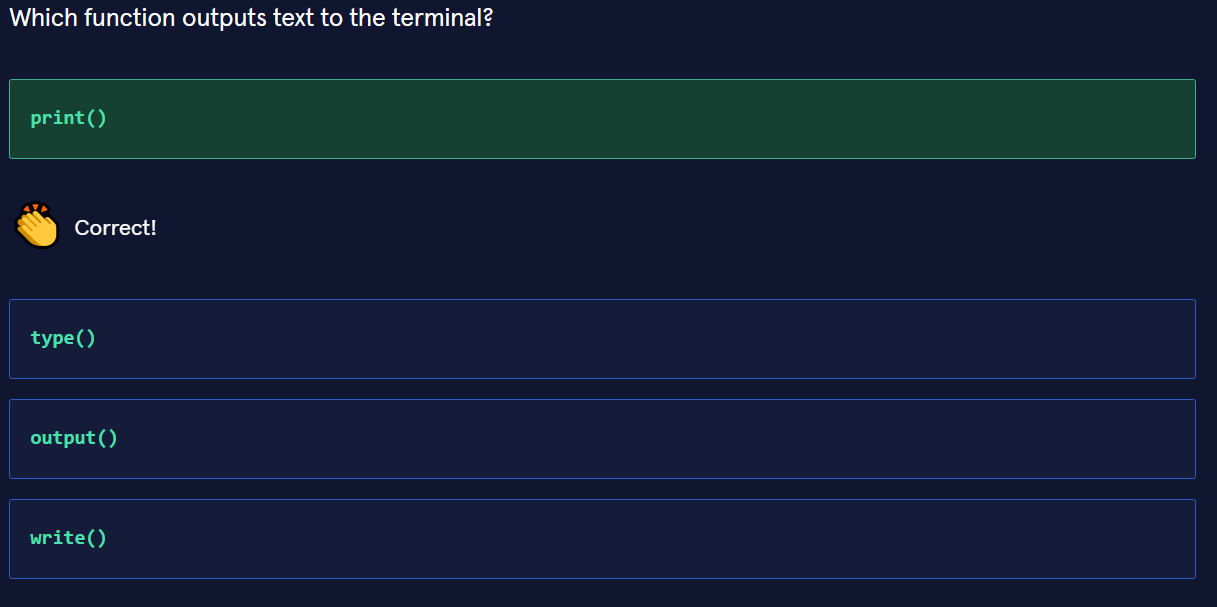 Which function outputs text to the terminal?
print()
Correct!
type()
output()
write()